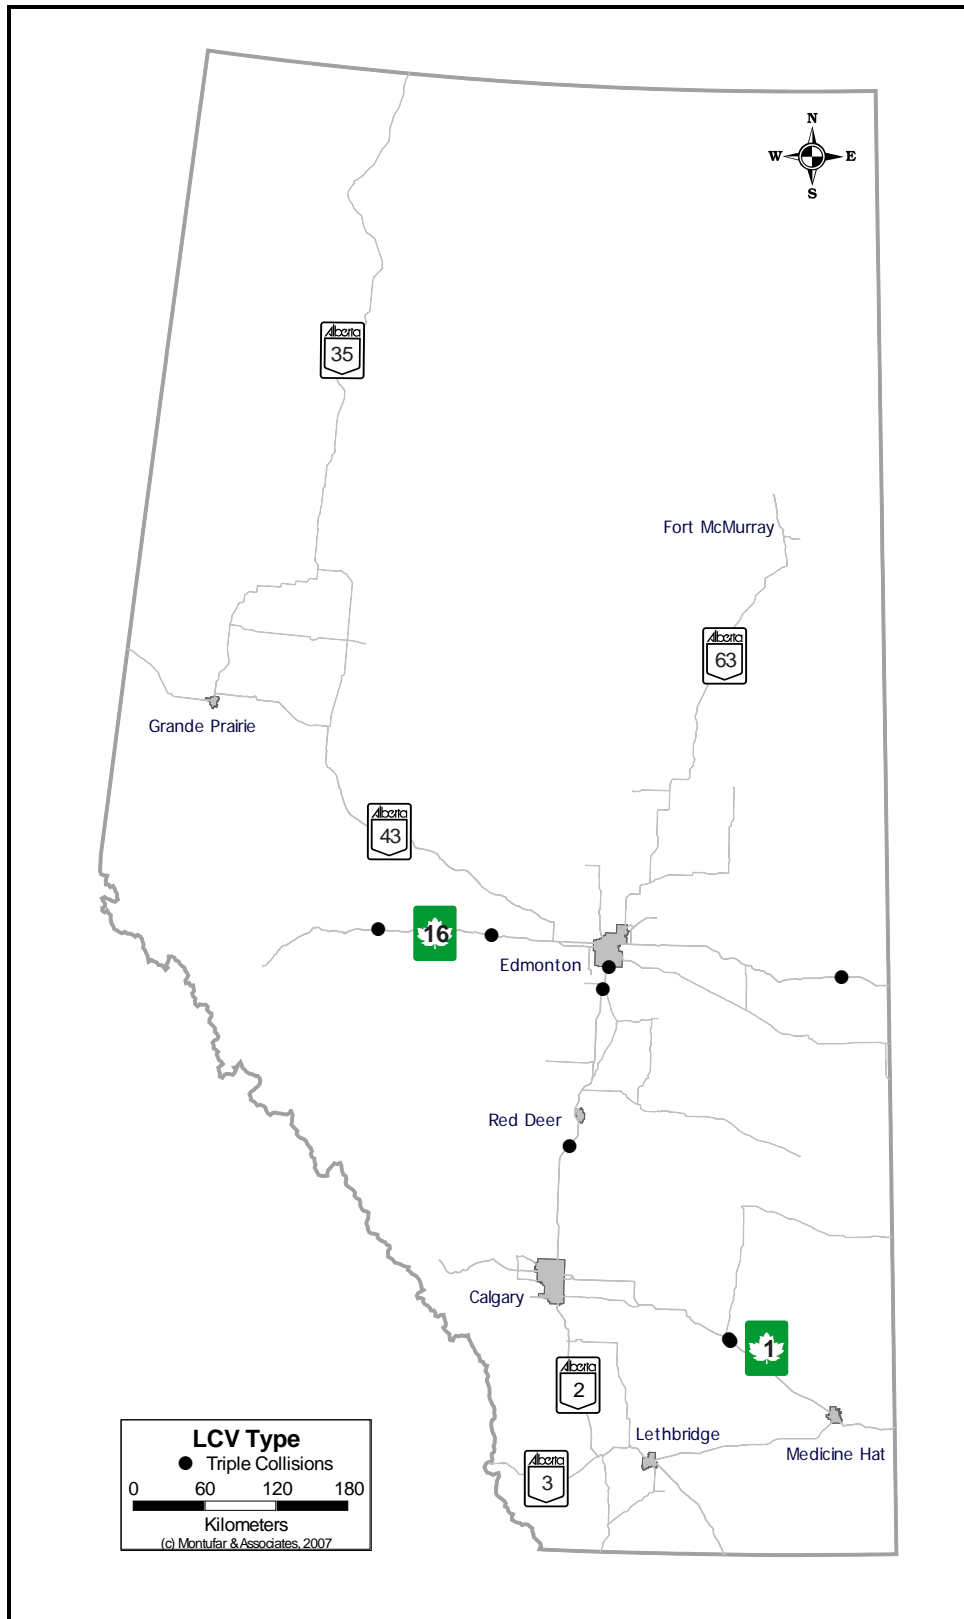 N
W E
S
Alberta
35
Fort McMurray
Alberta
63
Grande Prairie
Alberta
43
16
Edmonton
Red Deer
Calgary
1
Alberta
2
Lethbridge
Medicine Hat
Alberta
3
LCV Type
Triple Collisions
0 60 120 180
Kilometers
(c) Montufar & Associates, 2007